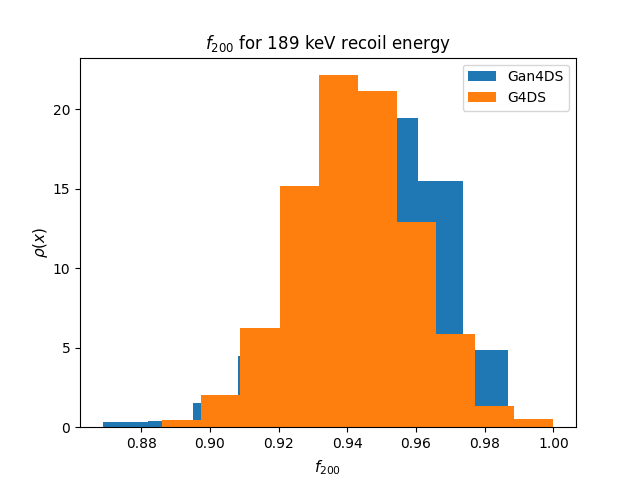 f₂₀₀ for 189 keV recoil energy
Gan4DS
G4DS
ρ(x)
20
15
10
5
0
0.88 0.90 0.92 0.94 0.96 0.98 1.00
f₂₀₀